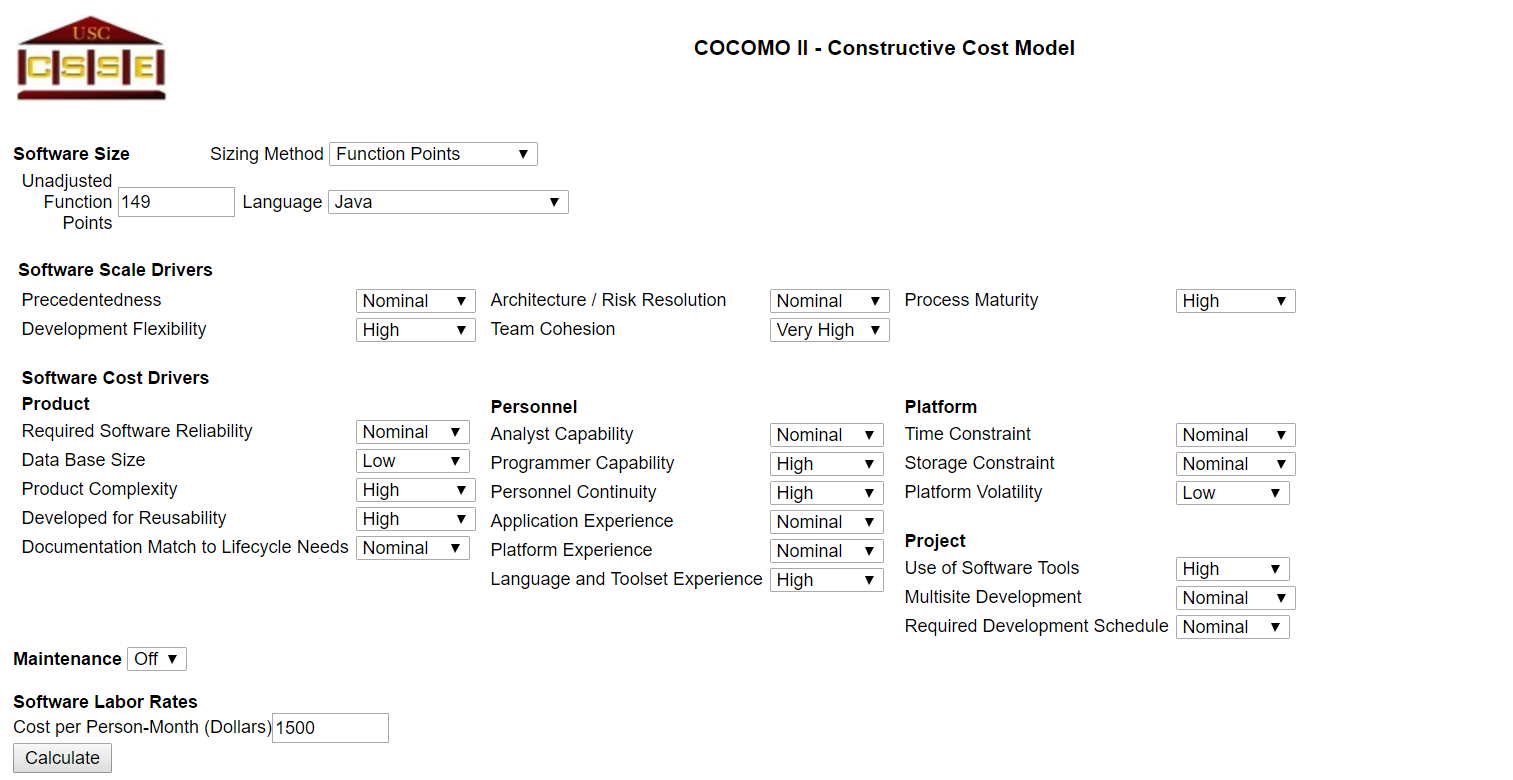 USC
CSSE
COCOMO II - Constructive Cost Model
Software Size Sizing Method Function Points
Unadjusted
Function
Points 149 Language Java
Software Scale Drivers
Precedentedness Nominal Architecture / Risk Resolution Nominal Process Maturity High
Development Flexibility High Team Cohesion Very High
Software Cost Drivers
Product
Required Software Reliability Nominal
Data Base Size Low
Product Complexity High
Developed for Reusability High
Documentation Match to Lifecycle Needs Nominal
Personnel
Analyst Capability Nominal
Programmer Capability High
Personnel Continuity High
Application Experience Nominal
Platform Experience Nominal
Language and Toolset Experience High
Platform
Time Constraint Nominal
Storage Constraint Nominal
Platform Volatility Low
Project
Use of Software Tools High
Multisite Development Nominal
Required Development Schedule Nominal
Maintenance Off
Software Labor Rates
Cost per Person-Month (Dollars) 1500
Calculate